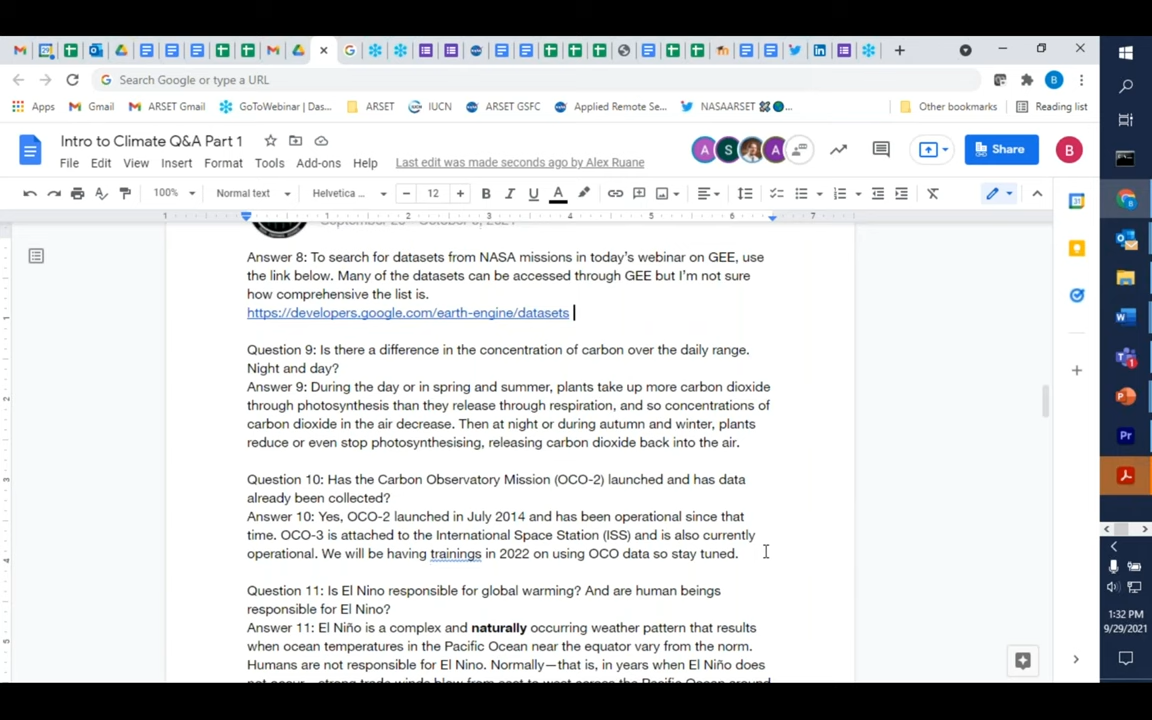 Search Google or type a URL
B
Apps
Gmail
ARSET Gmail
GoToWebinar | Das...
ARSET
IUCN
ARSET GSFC
Applied Remote Se...
NASAARSET
Other bookmarks
Reading list
Intro to Climate Q&A Part 1
A
S
A
Share
B
File Edit View Insert Format Tools Add-ons Help Last edit was made seconds ago by Alex Ruane
100% Normal text Helvetica ... 12 B I U A
1 1 2 3 4 5 6 7
Answer 8: To search for datasets from NASA missions in today's webinar on GEE, use
the link below. Many of the datasets can be accessed through GEE but I'm not sure
how comprehensive the list is.
https://developers.google.com/earth-engine/datasets
Question 9: Is there a difference in the concentration of carbon over the daily range.
Night and day?
Answer 9: During the day or in spring and summer, plants take up more carbon dioxide
through photosynthesis than they release through respiration, and so concentrations of
carbon dioxide in the air decrease. Then at night or during autumn and winter, plants
reduce or even stop photosynthesising, releasing carbon dioxide back into the air.
Question 10: Has the Carbon Observatory Mission (OCO-2) launched and has data
already been collected?
Answer 10: Yes, OCO-2 launched in July 2014 and has been operational since that
time. OCO-3 is attached to the International Space Station (ISS) and is also currently
operational. We will be having trainings in 2022 on using OCO data so stay tuned.
Question 11: Is El Nino responsible for global warming? And are human beings
responsible for El Nino?
Answer 11: El Niño is a complex and naturally occurring weather pattern that results
when ocean temperatures in the Pacific Ocean near the equator vary from the norm.
Humans are not responsible for El Nino. Normally—that is, in years when El Niño does
1:32 PM
9/29/2021